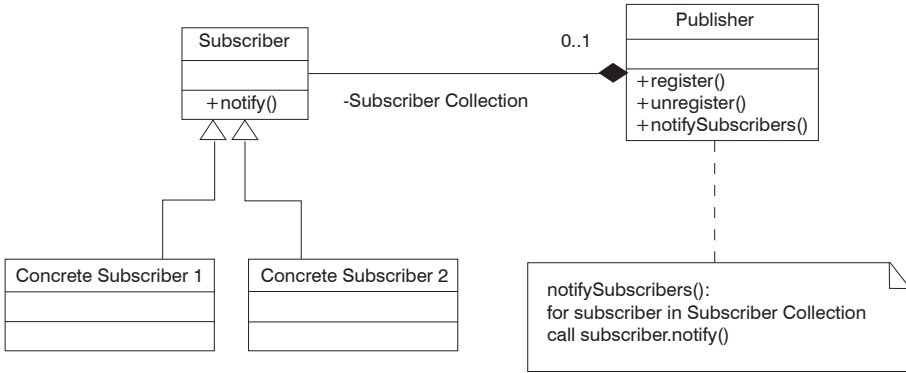 Subscriber
+notify()
0..1
-Subscriber Collection
Publisher
+register()
+unregister()
+notifySubscribers()
Concrete Subscriber 1
Concrete Subscriber 2
notifySubscribers():
for subscriber in Subscriber Collection
call subscriber.notify()